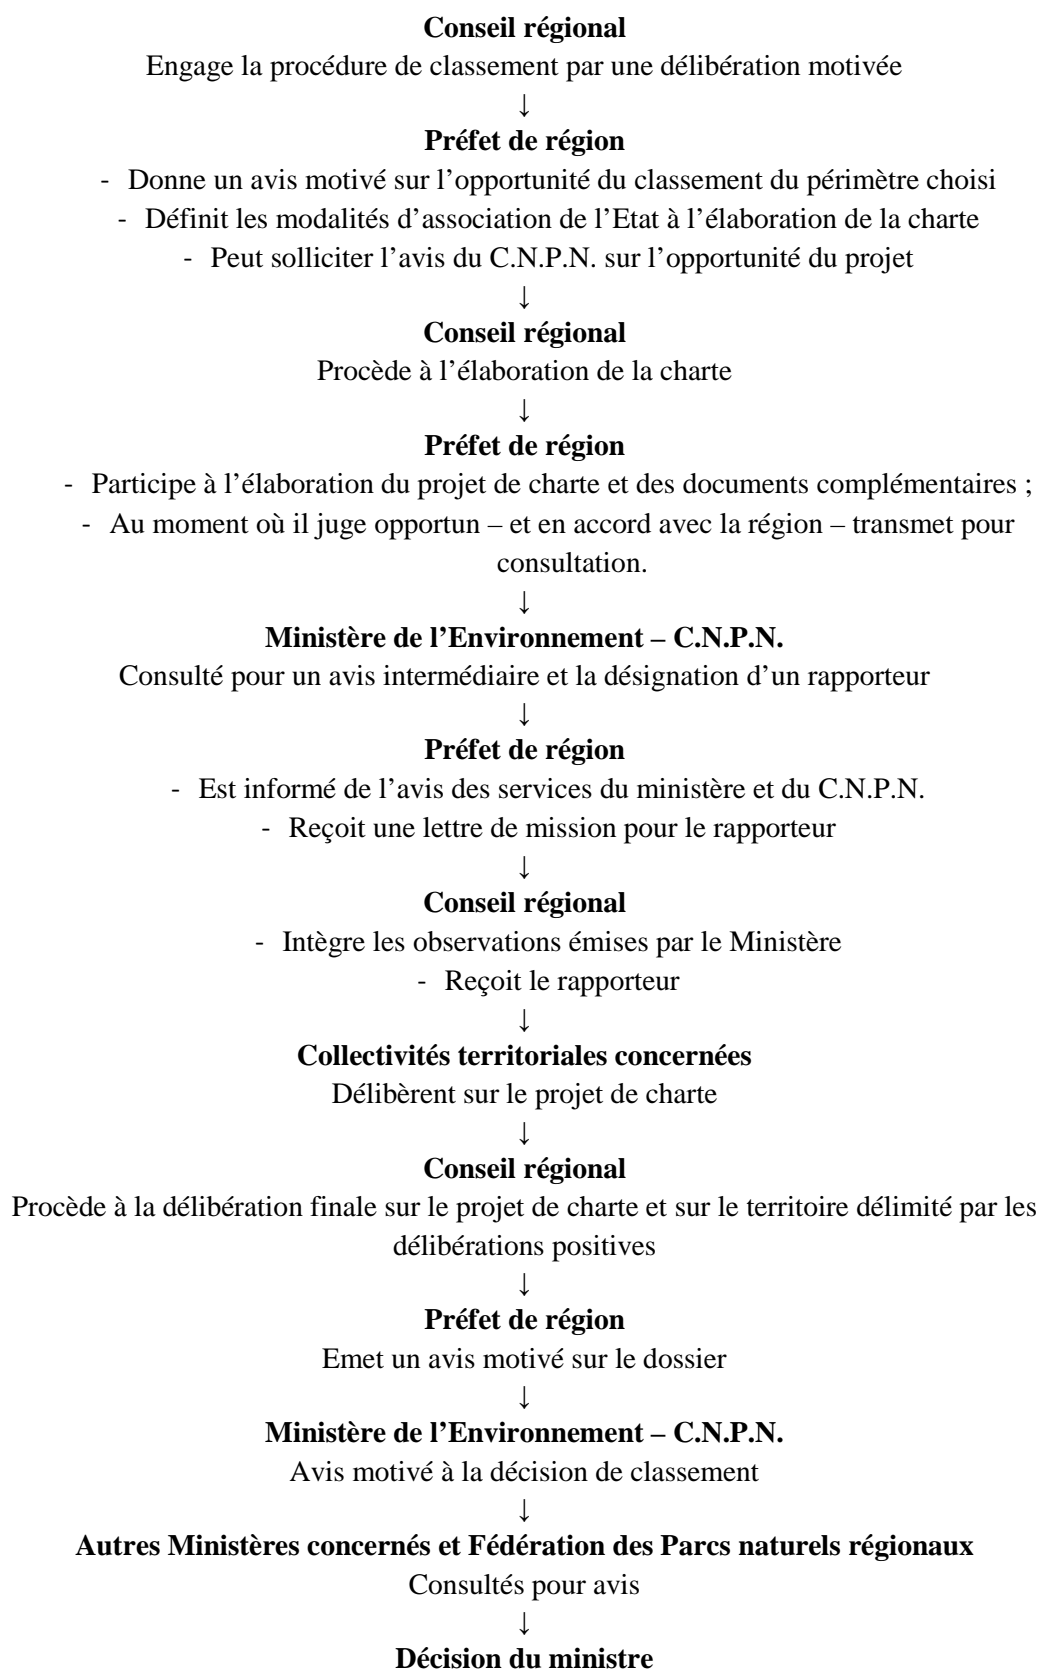 Conseil régional
Engage la procédure de classement par une délibération motivée
↓
Préfet de région
- Donne un avis motivé sur l’opportunité du classement du périmètre choisi
- Définit les modalités d’association de l’Etat à l’élaboration de la charte
- Peut solliciter l’avis du C.N.P.N. sur l’opportunité du projet
↓
Conseil régional
Procède à l’élaboration de la charte
↓
Préfet de région
- Participe à l’élaboration du projet de charte et des documents complémentaires ;
- Au moment où il juge opportun – et en accord avec la région – transmet pour
consultation.
↓
Ministère de l’Environnement – C.N.P.N.
Consulté pour un avis intermédiaire et la désignation d’un rapporteur
↓
Préfet de région
- Est informé de l’avis des services du ministère et du C.N.P.N.
- Reçoit une lettre de mission pour le rapporteur
↓
Conseil régional
- Intègre les observations émises par le Ministère
- Reçoit le rapporteur
↓
Collectivités territoriales concernées
Délibèrent sur le projet de charte
↓
Conseil régional
Procède à la délibération finale sur le projet de charte et sur le territoire délimité par les
délibérations positives
↓
Préfet de région
Emet un avis motivé sur le dossier
↓
Ministère de l’Environnement – C.N.P.N.
Avis motivé à la décision de classement
↓
Autres Ministères concernés et Fédération des Parcs naturels régionaux
Consultés pour avis
↓
Décision du ministre